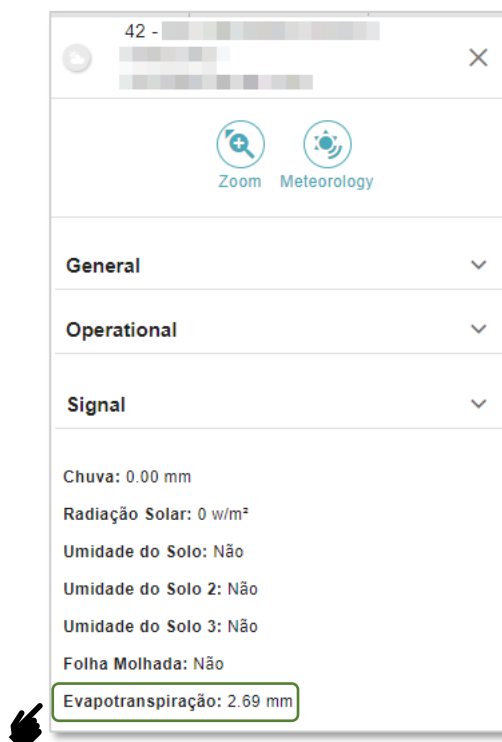 42 -
Zoom Meteorology
General
Operational
Signal
Chuva: 0.00 mm
Radiação Solar: 0 w/m²
Umidade do Solo: Não
Umidade do Solo 2: Não
Umidade do Solo 3: Não
Folha Molhada: Não
Evapotranspiração: 2.69 mm